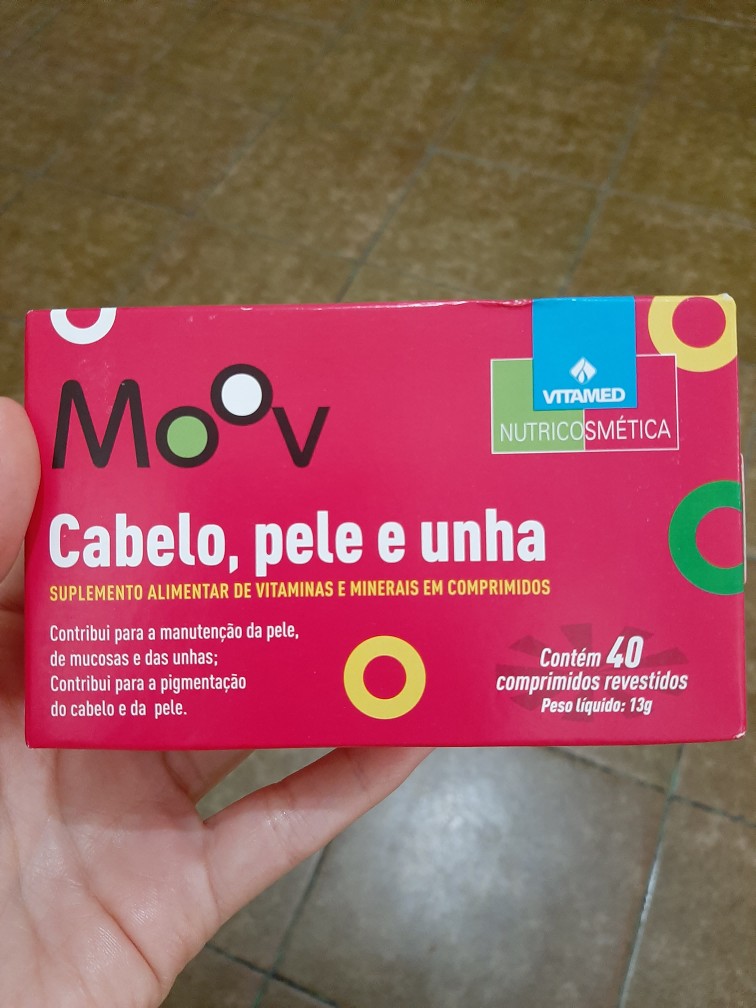 VITAMED
NUTRICOSMÉTICA
MooV
Cabelo, pele e unha
SUPLEMENTO ALIMENTAR DE VITAMINAS E MINERAIS EM COMPRIMIDOS
Contribui para a manutenção da pele,
de mucosas e das unhas;
Contribui para a pigmentação
do cabelo e da pele.
Contém 40
comprimidos revestidos
Peso líquido: 13g